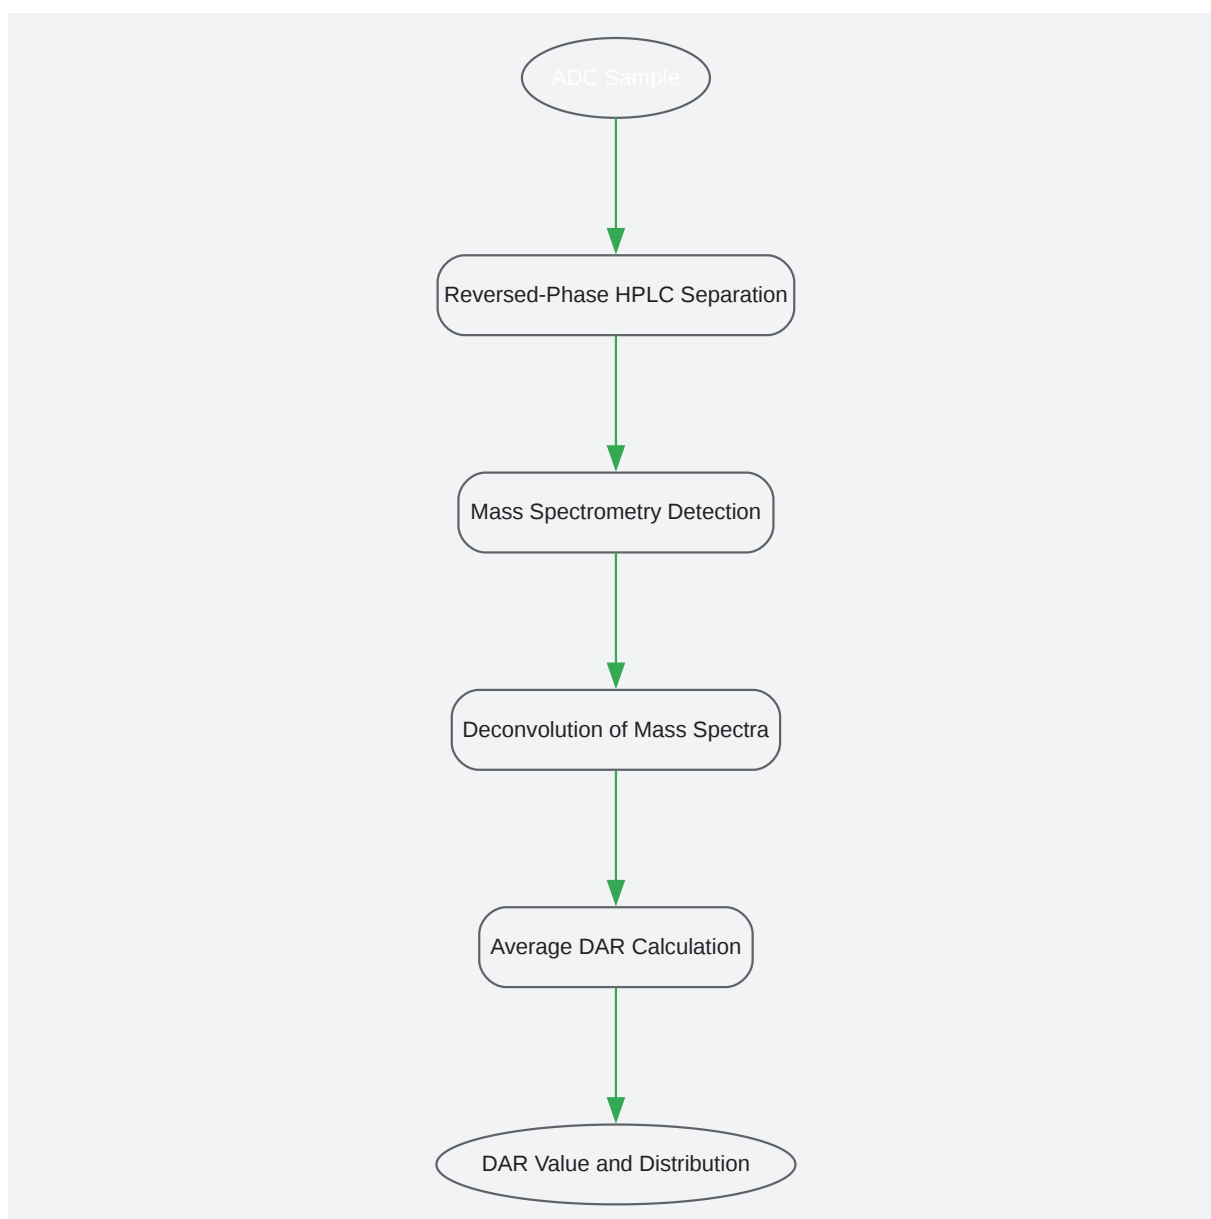 ADC Sample
Reversed-Phase HPLC Separation
Mass Spectrometry Detection
Deconvolution of Mass Spectra
Average DAR Calculation
DAR Value and Distribution